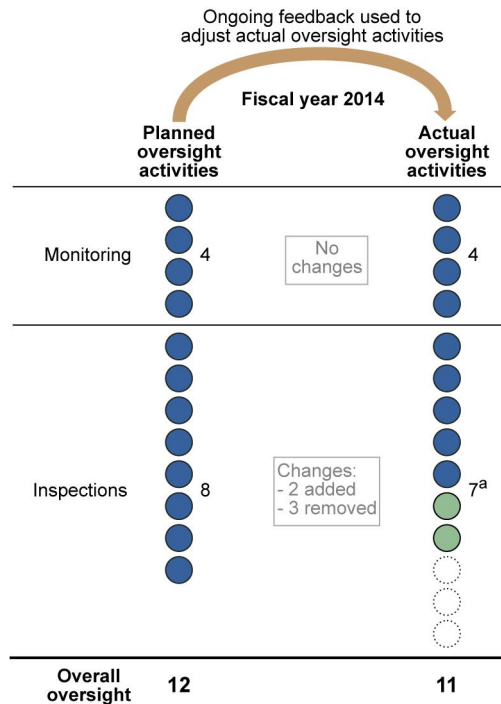 Ongoing feedback used to
adjust actual oversight activities
Fiscal year 2014
Planned
oversight
activities
Actual
oversight
activities
Monitoring
4
No
changes
4
Inspections
8
Changes:
- 2 added
- 3 removed
7ª
Overall
oversight
12
11